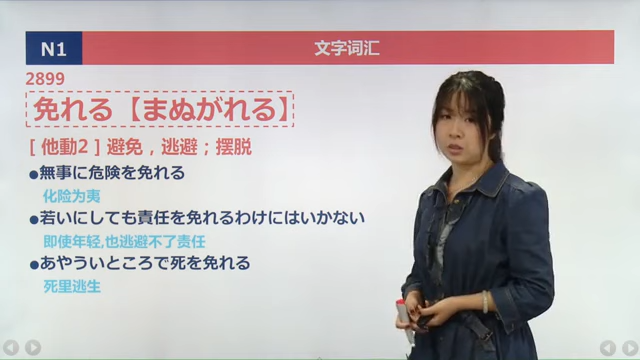 N1
文字词汇
2899
免れる【まぬがれる】
[ 他動2 ] 避免，逃避；摆脱
●無事に危険を免れる
化险为夷
●若いにしても責任を免れるわけにはいかない
即使年轻,也逃避不了责任
●あやういところで死を免れる
死里逃生